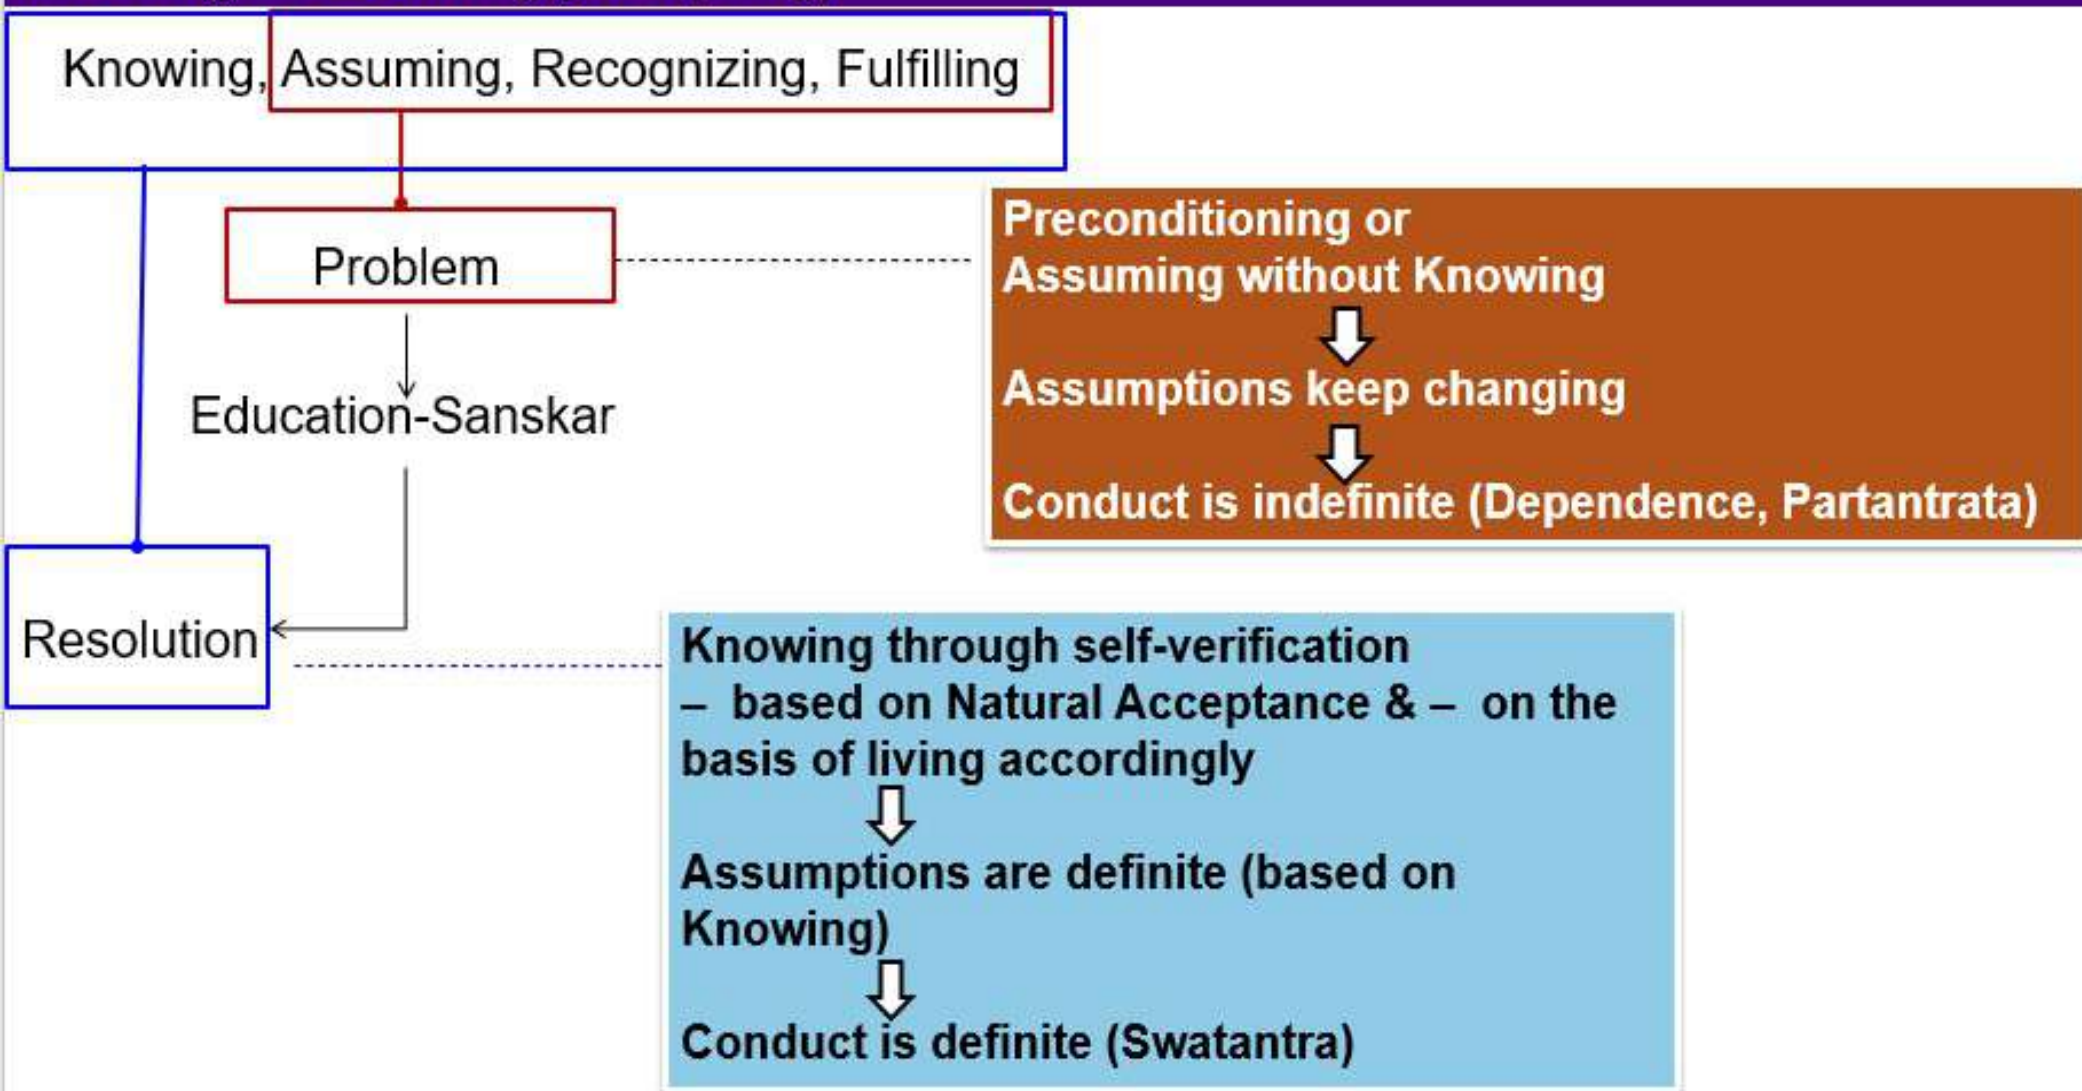 Knowing, Assuming, Recognizing, Fulfilling
Problem
Preconditioning or
Assuming without Knowing
Assumptions keep changing
Conduct is indefinite (Dependence, Partantrata)
Education-Sanskar
Resolution
Knowing through self-verification
– based on Natural Acceptance & – on the
basis of living accordingly
Assumptions are definite (based on
Knowing)
Conduct is definite (Swatantra)